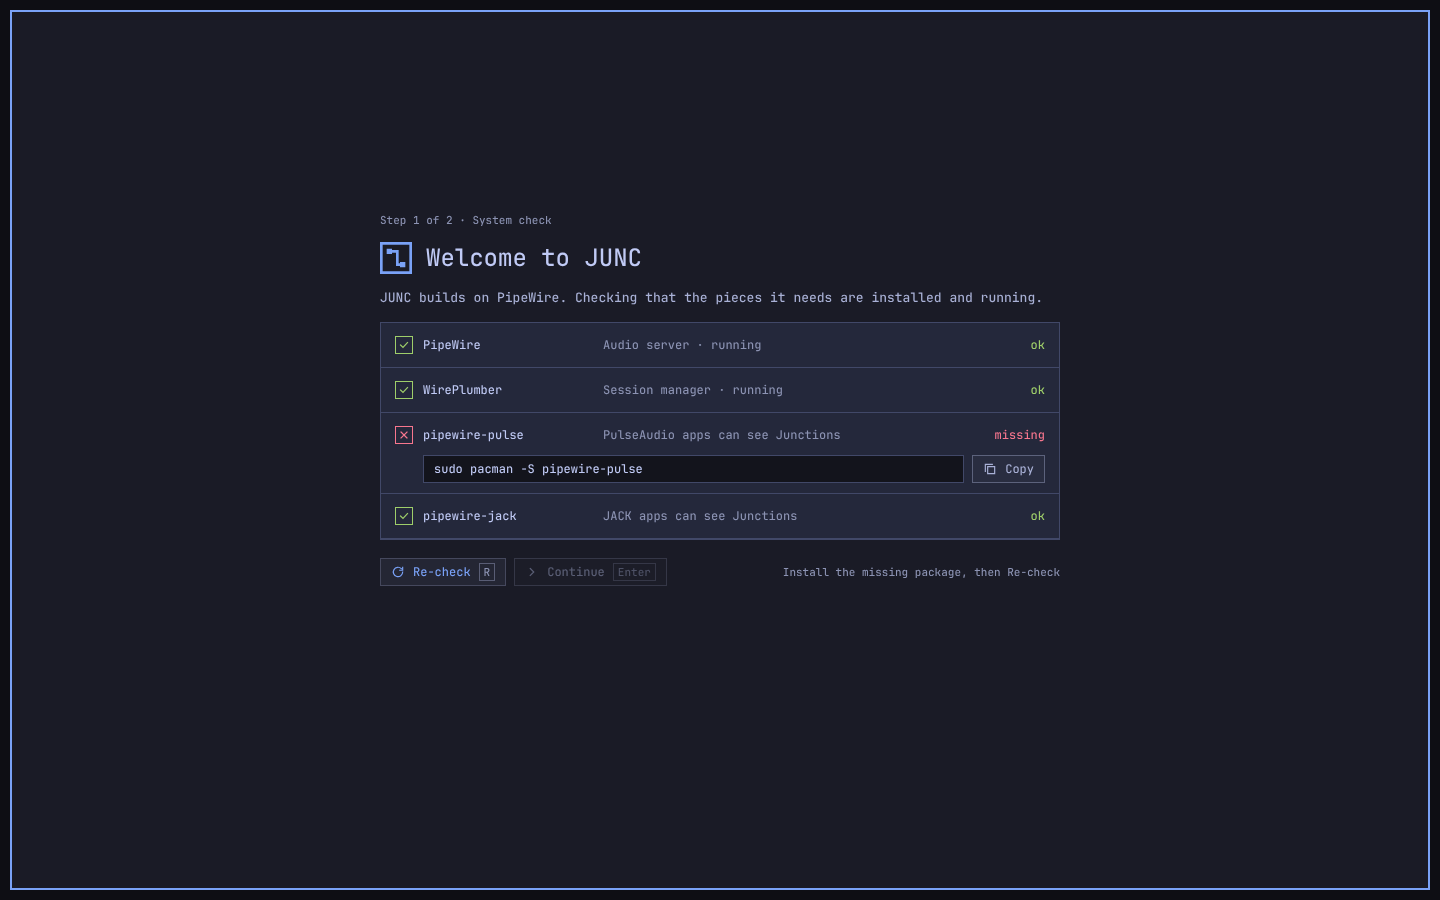 Step 1 of 2 · System check
Welcome to JUNC
JUNC builds on PipeWire. Checking that the pieces it needs are installed and running.
PipeWire Audio server · running ok
WirePlumber Session manager · running ok
pipewire-pulse PulseAudio apps can see Junctions missing
sudo pacman -S pipewire-pulse Copy
pipewire-jack JACK apps can see Junctions ok
Re-check R Continue Enter Install the missing package, then Re-check